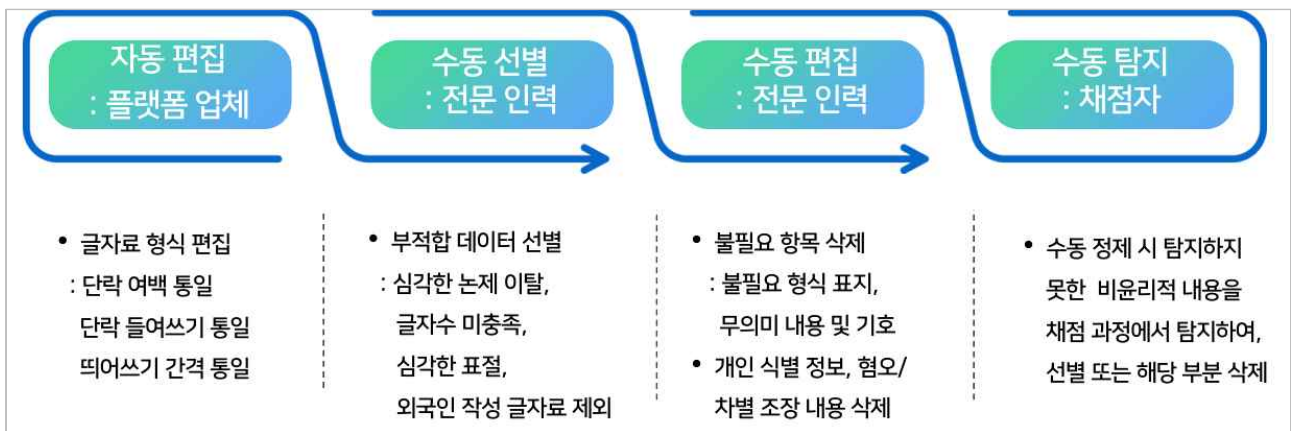 자동 편집
: 플랫폼 업체
수동 선별
: 전문 인력
수동 편집
: 전문 인력
수동 탐지
: 채점자
• 글자료 형식 편집
: 단락 여백 통일
단락 들여쓰기 통일
띄어쓰기 간격 통일
• 부적합 데이터 선별
: 심각한 논제 이탈,
글자수 미충족,
심각한 표절,
외국인 작성 글자료 제외
• 불필요 항목 삭제
: 불필요 형식 표지,
무의미 내용 및 기호
• 개인 식별 정보, 혐오/
차별 조장 내용 삭제
• 수동 정제 시 탐지하지
못한 비윤리적 내용을
채점 과정에서 탐지하여,
선별 또는 해당 부분 삭제